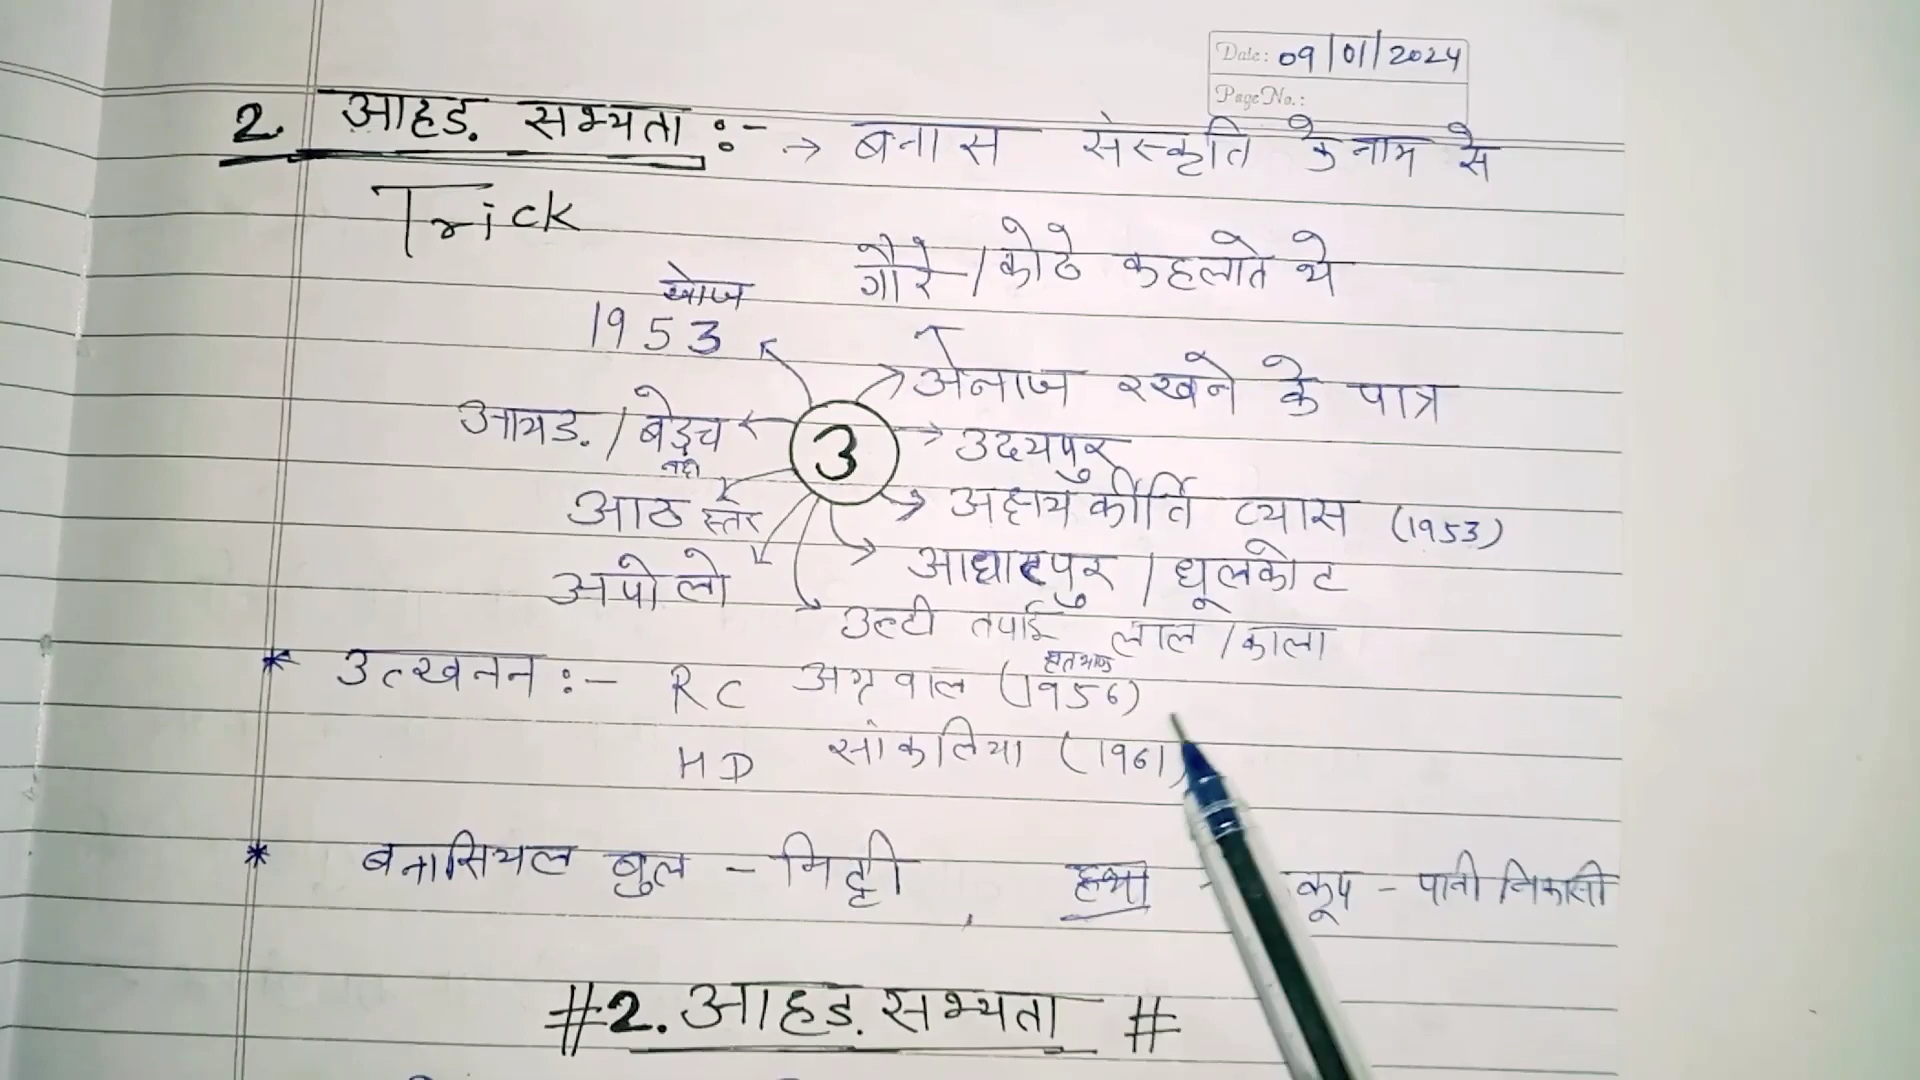 Date: 09/01/2024
Page No.:
2. आहड़ सभ्यता :- → बनास संस्कृति के नाम से
Trick
गौरे / कोठे कहलाते थे
खोज
1953
अनाज रखने के पात्र
आयड़ / बेड़च
नदी
3
उदयपुर
आठ स्तर
अक्षय कीर्ति व्यास (1953)
अपोलो
आघाटपुर / धूलकोट
उल्टी तपाई लाल / काला
* उत्खनन :- RC अग्रवाल (1956)
HD सांकलिया (1961)
* बनासियल बुल - मिट्टी कूप - पानी निकासी
#2. आहड़ सभ्यता #